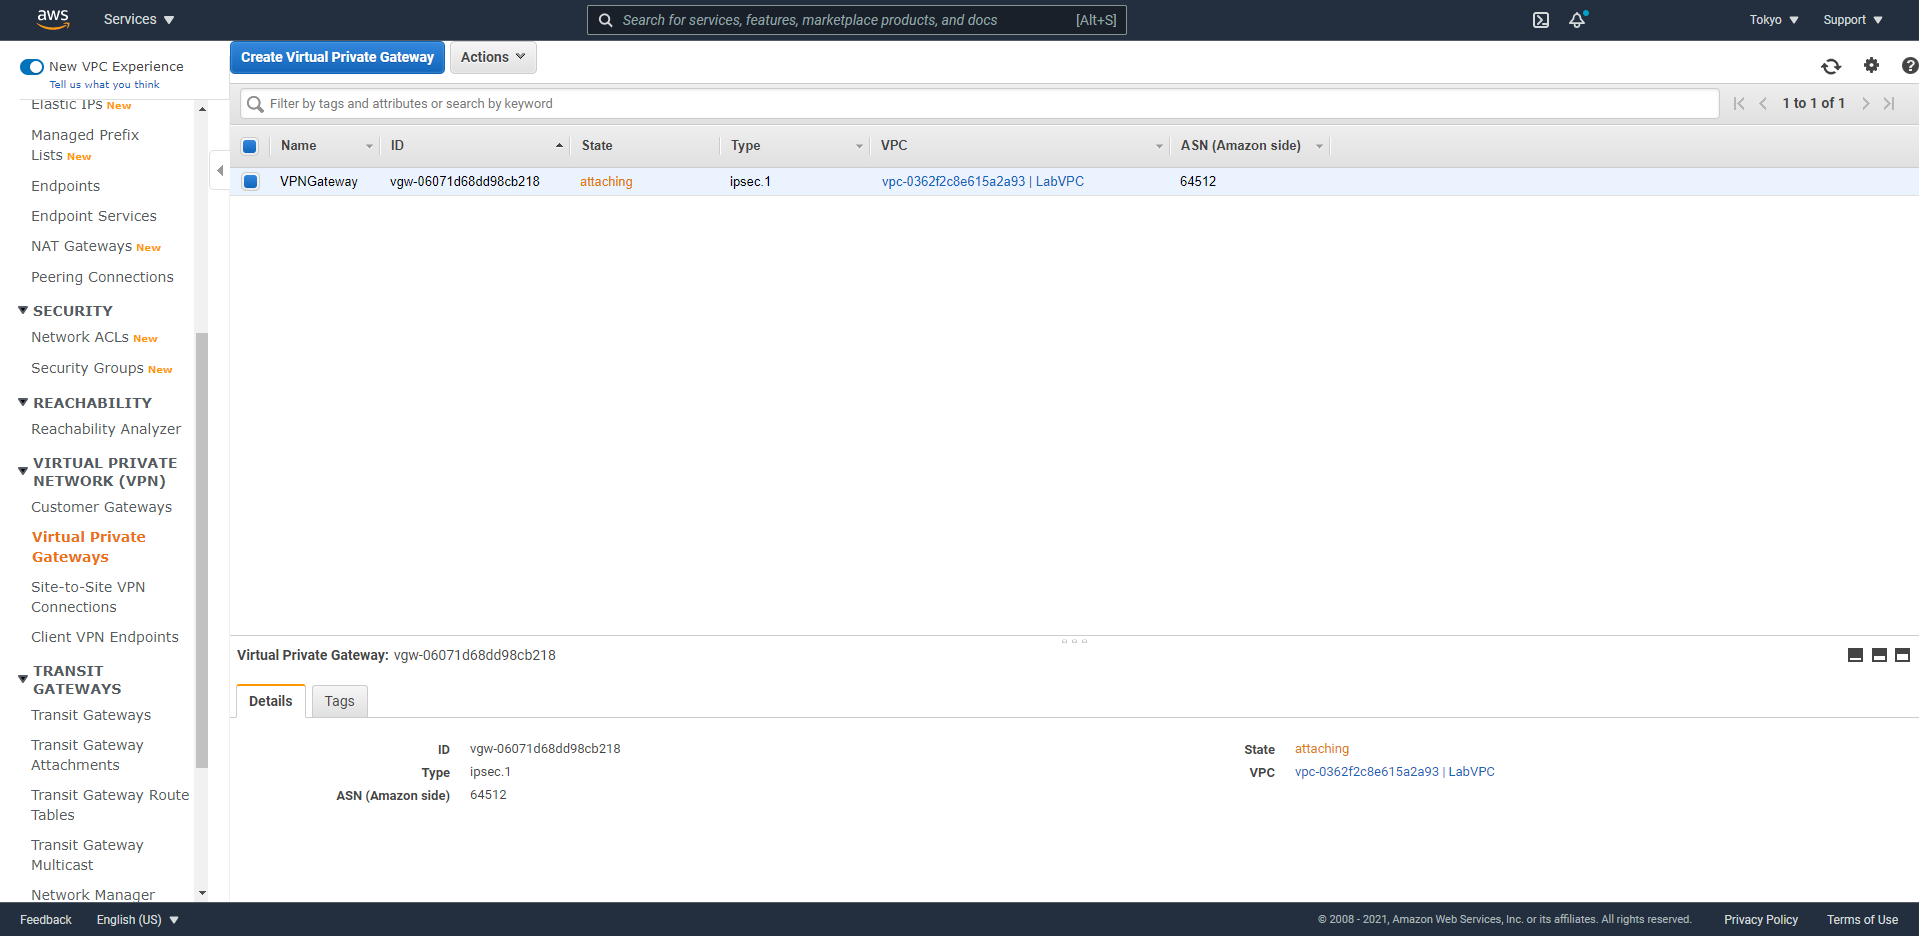 aws
Services
Search for services, features, marketplace products, and docs [Alt+S]
Tokyo
Support
New VPC Experience
Tell us what you think
Elastic IPs New
Managed Prefix
Lists New
Endpoints
Endpoint Services
NAT Gateways New
Peering Connections
SECURITY
Network ACLs New
Security Groups New
REACHABILITY
Reachability Analyzer
VIRTUAL PRIVATE
NETWORK (VPN)
Customer Gateways
Virtual Private
Gateways
Site-to-Site VPN
Connections
Client VPN Endpoints
TRANSIT
GATEWAYS
Transit Gateways
Transit Gateway
Attachments
Transit Gateway Route
Tables
Transit Gateway
Multicast
Network Manager
Create Virtual Private Gateway
Actions
Filter by tags and attributes or search by keyword
1 to 1 of 1
Name ID State Type VPC ASN (Amazon side)
VPNGateway vgw-06071d68dd98cb218 attaching ipsec.1 vpc-0362f2c8e615a2a93 | LabVPC 64512
Virtual Private Gateway: vgw-06071d68dd98cb218
Details
Tags
ID vgw-06071d68dd98cb218
State attaching
Type ipsec.1
VPC vpc-0362f2c8e615a2a93 | LabVPC
ASN (Amazon side) 64512
Feedback
English (US)
© 2008 - 2021, Amazon Web Services, Inc. or its affiliates. All rights reserved.
Privacy Policy
Terms of Use